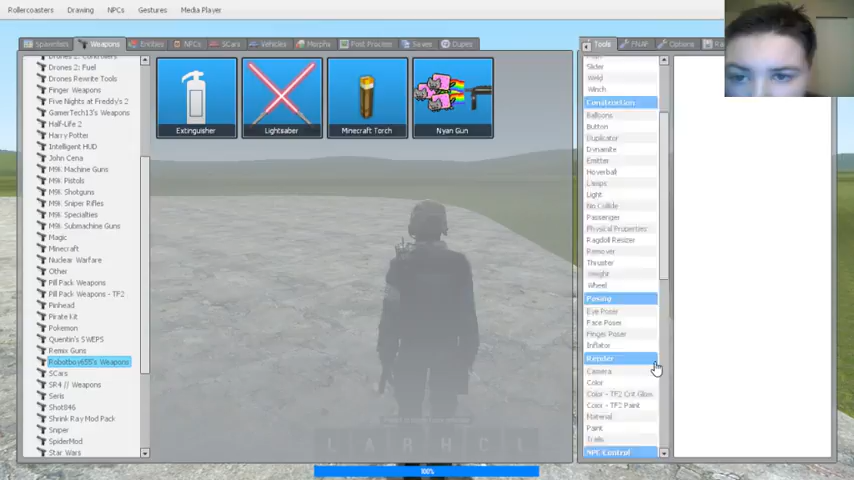 Rollercoasters Drawing NPCs Gestures Media Player
Spawnlists Weapons Entities NPCs SCars Vehicles Morphs Post Process Saves Dupes
Tools FNAF Options
Drones 2: Fuel
Drones Rewrite Tools
Finger Weapons
Five Nights at Freddy's 2
GamerTech13's Weapons
Half-Life 2
Harry Potter
Intelligent HUD
John Cena
M9K Machine Guns
M9K Pistols
M9K Shotguns
M9K Sniper Rifles
M9K Specialties
M9K Submachine Guns
Magic
Minecraft
Nuclear Warfare
Other
Pill Pack Weapons
Pill Pack Weapons - TF2
Pinhead
Pirate Kit
Pokemon
Quentin's SWEPS
Remix Guns
Robotboy655's Weapons
SCars
SR4 // Weapons
Seris
Shot846
Shrink Ray Mod Pack
Sniper
SpiderMod
Star Wars
Extinguisher
Lightsaber
Minecraft Torch
Nyan Gun
Slider
Weld
Winch
Construction
Balloons
Button
Duplicator
Dynamite
Emitter
Hoverball
Lamps
Light
No Collide
Passenger
Physical Properties
Ragdoll Resizer
Remover
Thruster
Weight
Wheel
Posing
Eye Poser
Face Poser
Finger Poser
Inflator
Render
Camera
Color
Color - TF2 Crit Glow
Color - TF2 Paint
Material
Paint
Trails
NPC Control
100%